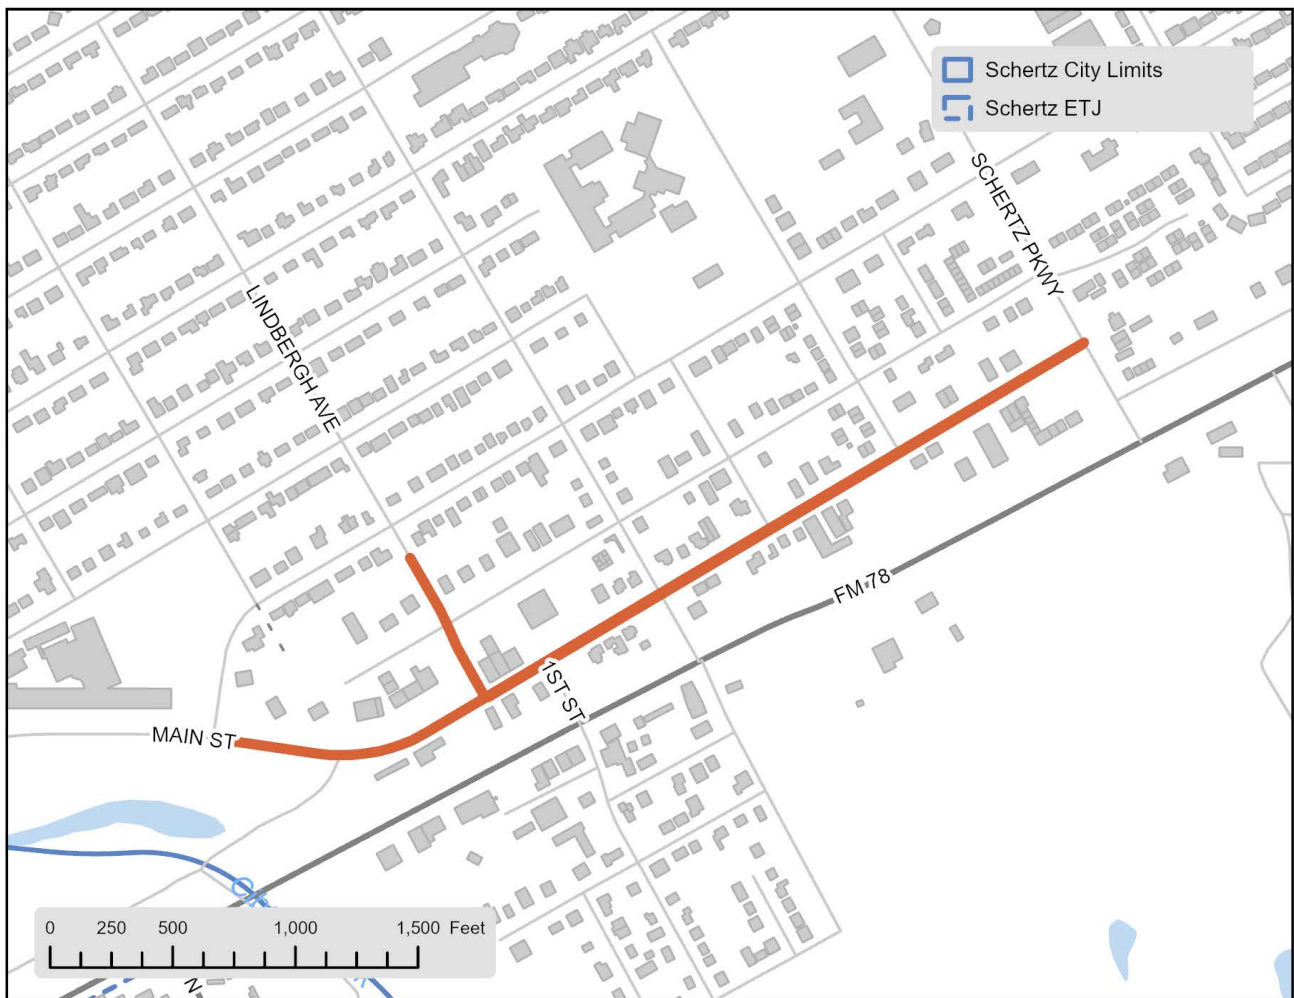 Schertz City Limits
Schertz ETJ
SCHERTZ PKWY
LINDBERGH AVE
FM 78
1ST ST
MAIN ST
0 250 500 1,000 1,500 Feet
N